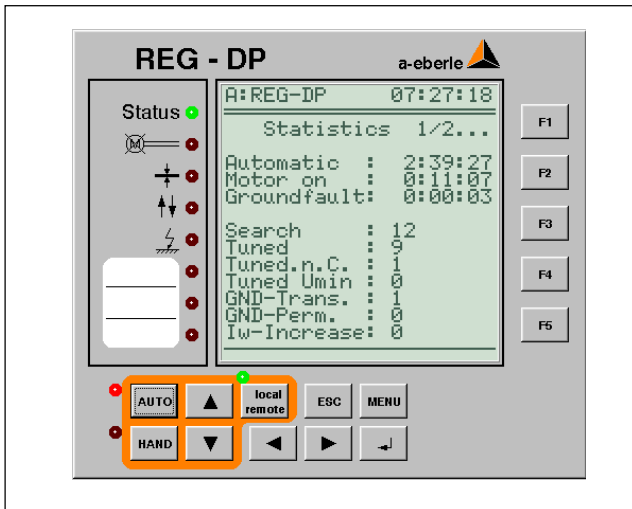 REG - DP
a-eberle
Status
M
A:REG-DP 07:27:18
Statistics 1/2...
Automatic : 2:39:27
Motor on : 0:11:07
Groundfault: 0:00:03
Search : 12
Tuned : 9
Tuned.n.C. : 1
Tuned Umin : 0
GND-Trans. : 1
GND-Perm. : 0
Iw-Increase: 0
F1
F2
F3
F4
F5
AUTO
local
remote
ESC
MENU
HAND